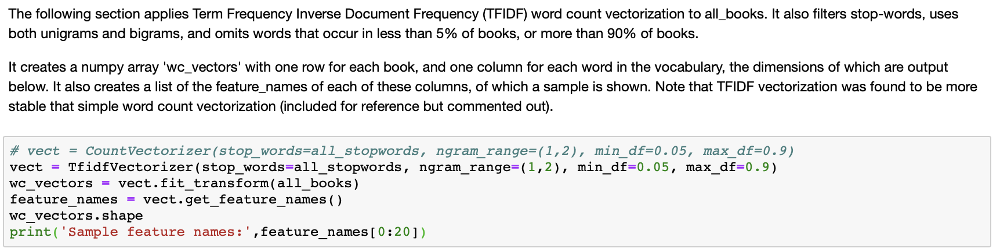 The following section applies Term Frequency Inverse Document Frequency (TFIDF) word count vectorization to all_books. It also filters stop-words, uses
both unigrams and bigrams, and omits words that occur in less than 5% of books, or more than 90% of books.
It creates a numpy array 'wc_vectors' with one row for each book, and one column for each word in the vocabulary, the dimensions of which are output
below. It also creates a list of the feature_names of each of these columns, of which a sample is shown. Note that TFIDF vectorization was found to be more
stable that simple word count vectorization (included for reference but commented out).
# vect = CountVectorizer(stop_words=all_stopwords, ngram_range=(1,2), min_df=0.05, max_df=0.9)
vect = TfidfVectorizer(stop_words=all_stopwords, ngram_range=(1,2), min_df=0.05, max_df=0.9)
wc_vectors = vect.fit_transform(all_books)
feature_names = vect.get_feature_names()
wc_vectors.shape
print('Sample feature names:',feature_names[0:20])